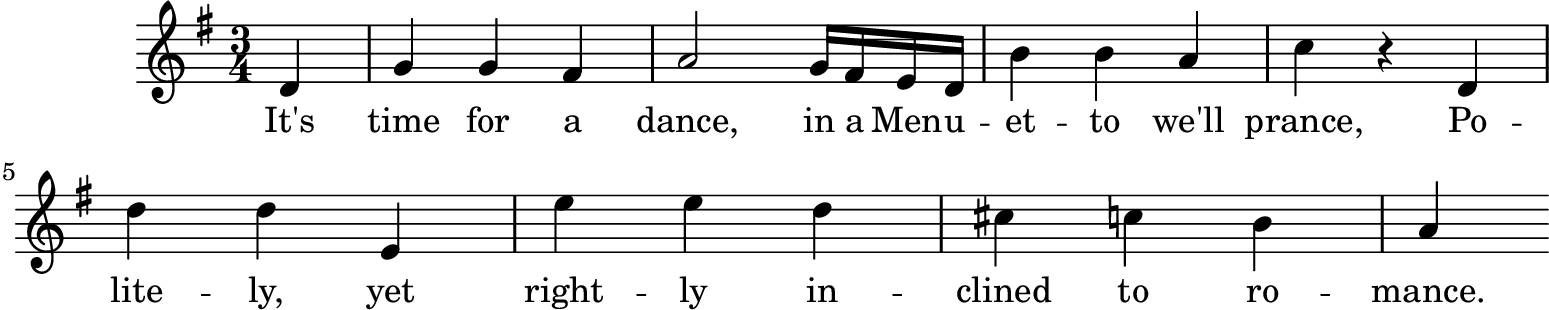 3
4
It's time for a dance, in a Menu - et - to we'll prance, Po -
5
lite - ly, yet right - ly in - clined to ro - mance.